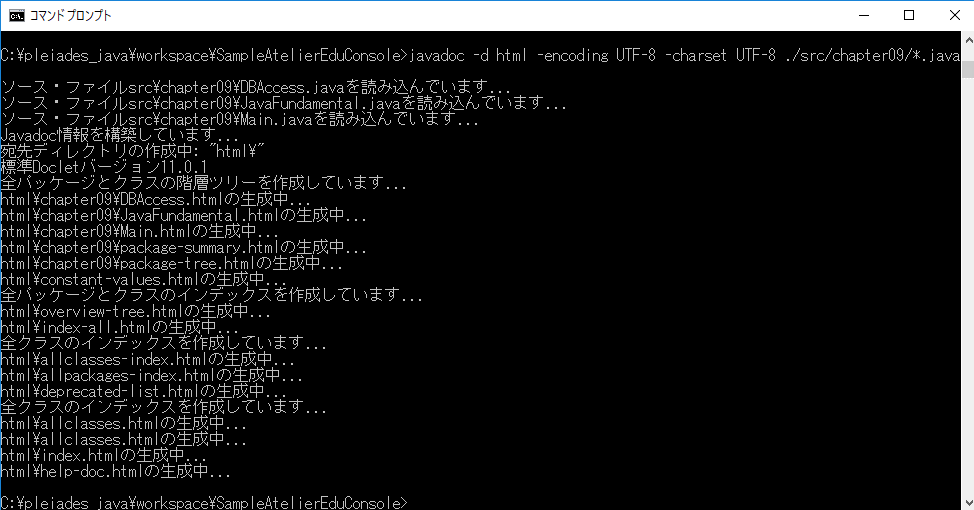 コマンドプロンプト
C:¥pleiades_java¥workspace¥SampleAtelierEduConsole>javadoc -d html -encoding UTF-8 -charset UTF-8 ./src/chapter09/*.java
ソース・ファイルsrc¥chapter09¥DBAccess.javaを読み込んでいます...
ソース・ファイルsrc¥chapter09¥JavaFundamental.javaを読み込んでいます...
ソース・ファイルsrc¥chapter09¥Main.javaを読み込んでいます...
Javadoc情報を構築しています...
宛先ディレクトリの作成中: "html¥"
標準Docletバージョン11.0.1
全パッケージとクラスの階層ツリーを作成しています...
html¥chapter09¥DBAccess.htmlの生成中...
html¥chapter09¥JavaFundamental.htmlの生成中...
html¥chapter09¥Main.htmlの生成中...
html¥chapter09¥package-summary.htmlの生成中...
html¥chapter09¥package-tree.htmlの生成中...
html¥constant-values.htmlの生成中...
全パッケージとクラスのインデックスを作成しています...
html¥overview-tree.htmlの生成中...
html¥index-all.htmlの生成中...
全クラスのインデックスを作成しています...
html¥allclasses-index.htmlの生成中...
html¥allpackages-index.htmlの生成中...
html¥deprecated-list.htmlの生成中...
全クラスのインデックスを作成しています...
html¥allclasses.htmlの生成中...
html¥allclasses.htmlの生成中...
html¥index.htmlの生成中...
html¥help-doc.htmlの生成中...
C:¥pleiades_java¥workspace¥SampleAtelierEduConsole>